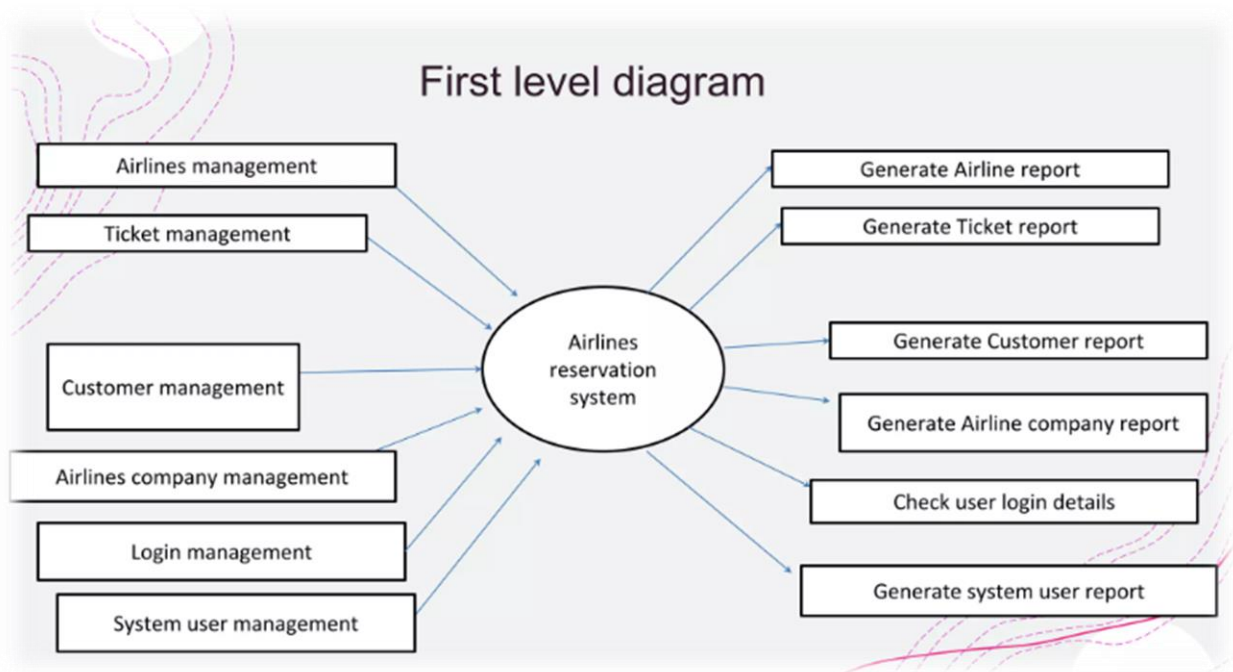 First level diagram
Airlines management
Ticket management
Customer management
Airlines company management
Login management
System user management
Airlines
reservation
system
Generate Airline report
Generate Ticket report
Generate Customer report
Generate Airline company report
Check user login details
Generate system user report